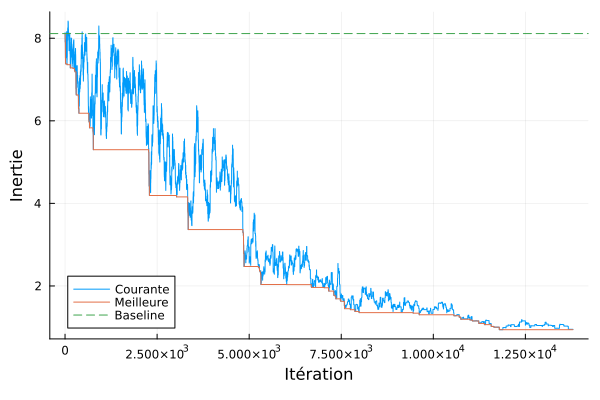 Inertie
8
6
4
2
Courante
Meilleure
Baseline
0 2.500×10³ 5.000×10³ 7.500×10³ 1.000×10⁴ 1.250×10⁴
Itération